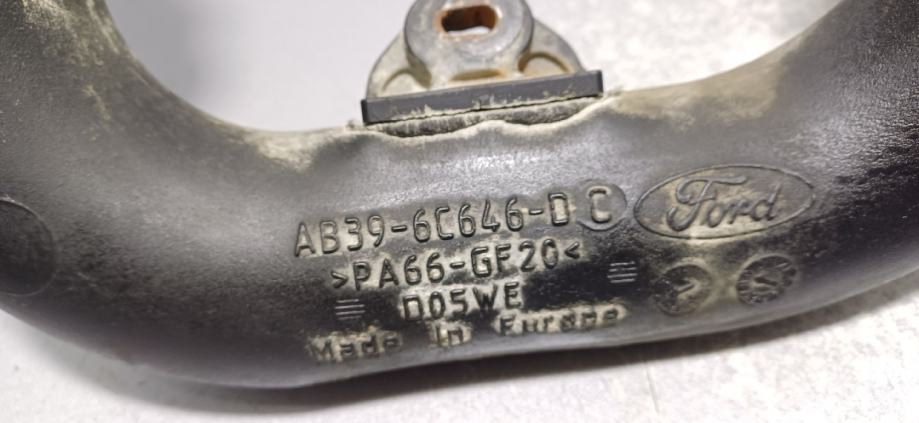 AB39-6C646-DC
Ford
>PA66-GF20<
D05WE
Made In Europe